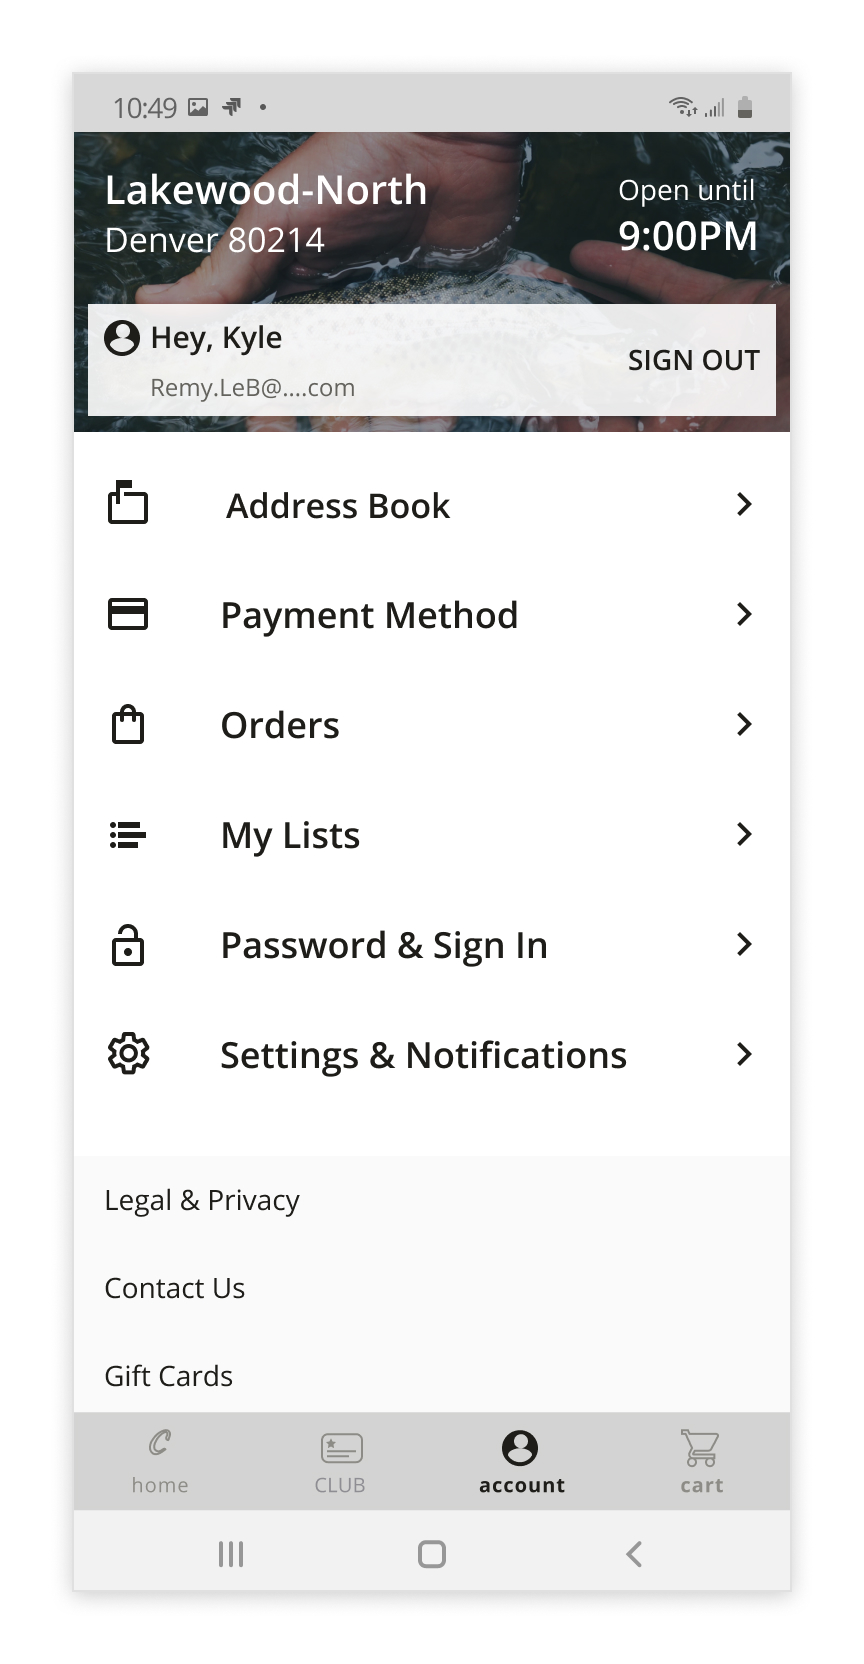 10:49
Lakewood-North
Open until
Denver 80214
9:00PM
Hey, Kyle
SIGN OUT
Remy.LeB@....com
Address Book
Payment Method
Orders
My Lists
Password & Sign In
Settings & Notifications
Legal & Privacy
Contact Us
Gift Cards
home CLUB account cart